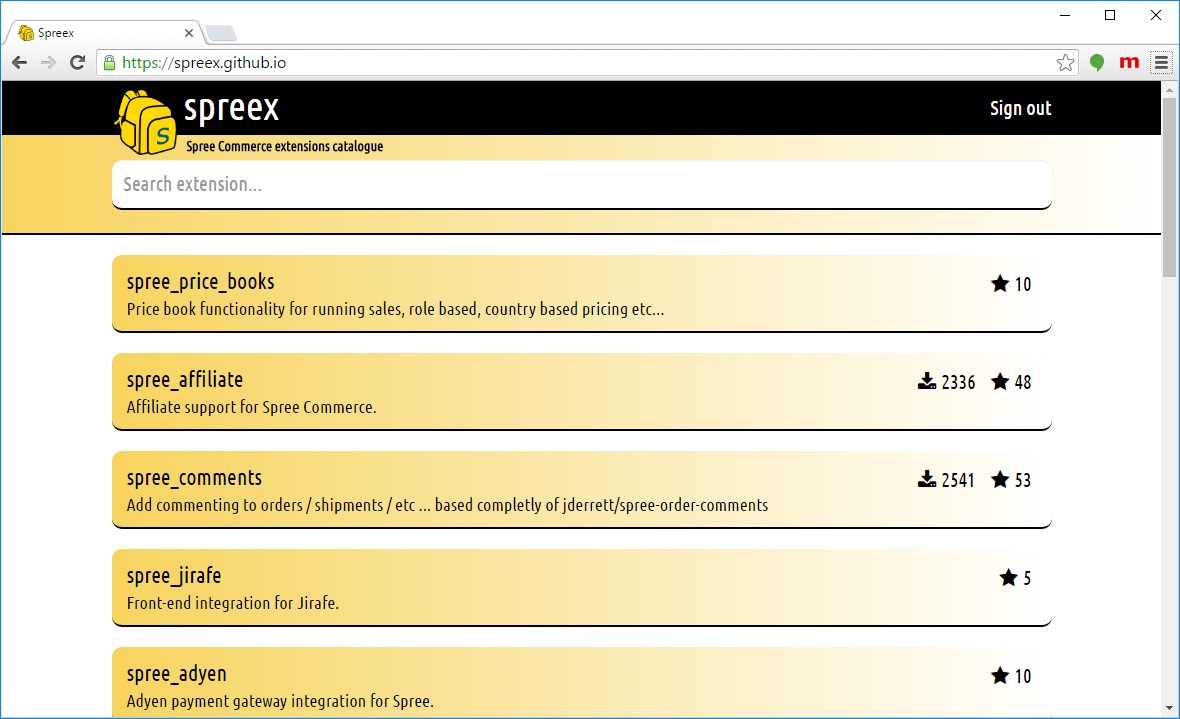 Spreex
https://spreex.github.io
m
spreex
Sign out
S
Spree Commerce extensions catalogue
Search extension...
spree_price_books
10
Price book functionality for running sales, role based, country based pricing etc...
spree_affiliate
2336 48
Affiliate support for Spree Commerce.
spree_comments
2541 53
Add commenting to orders / shipments / etc ... based completly of jderrett/spree-order-comments
spree_jirafe
5
Front-end integration for Jirafe.
spree_adyen
10
Adyen payment gateway integration for Spree.